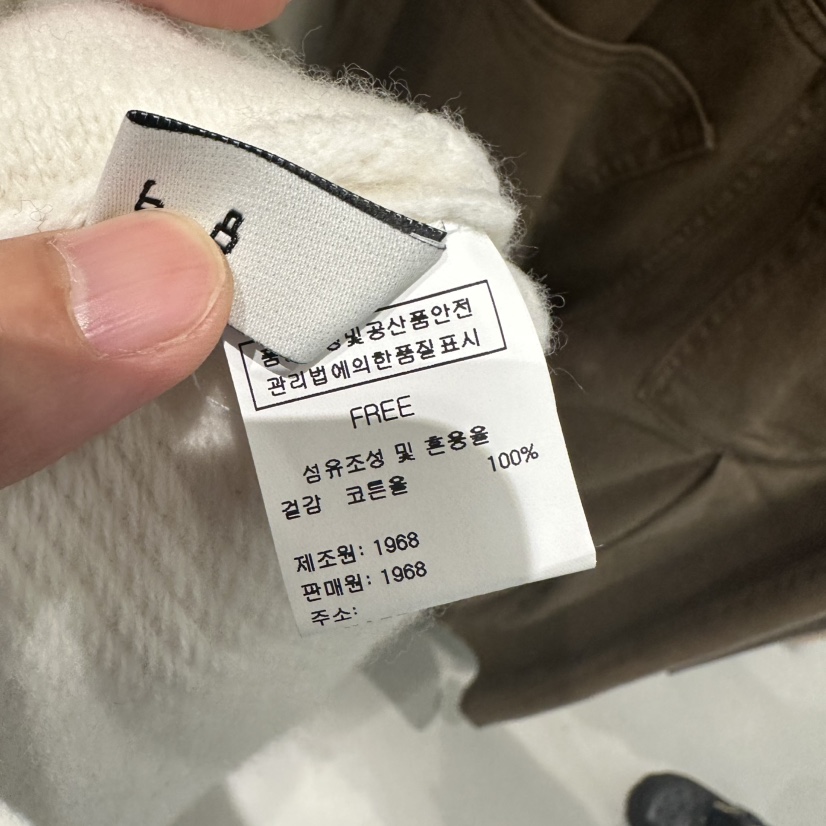 및공산품안전
관리법에의한품질표시
FREE
섬유조성 및 혼용율
겉감 코튼울 100%
제조원: 1968
판매원: 1968
주소: